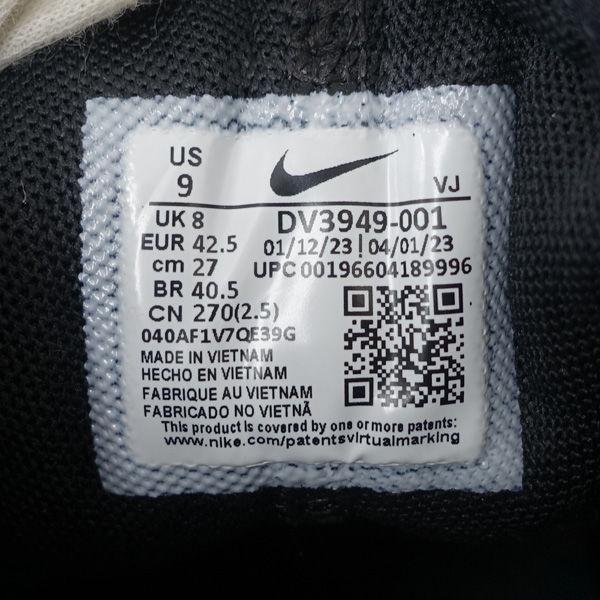 US
9
VJ
UK 8
DV3949-001
EUR 42.5
01/12/23 | 04/01/23
cm 27
UPC 00196604189996
BR 40.5
CN 270(2.5)
040AF1V7QE39G
MADE IN VIETNAM
HECHO EN VIETNAM
FABRIQUE AU VIETNAM
FABRICADO NO VIETNÃ
This product is covered by one or more patents:
www.nike.com/patentsvirtualmarking